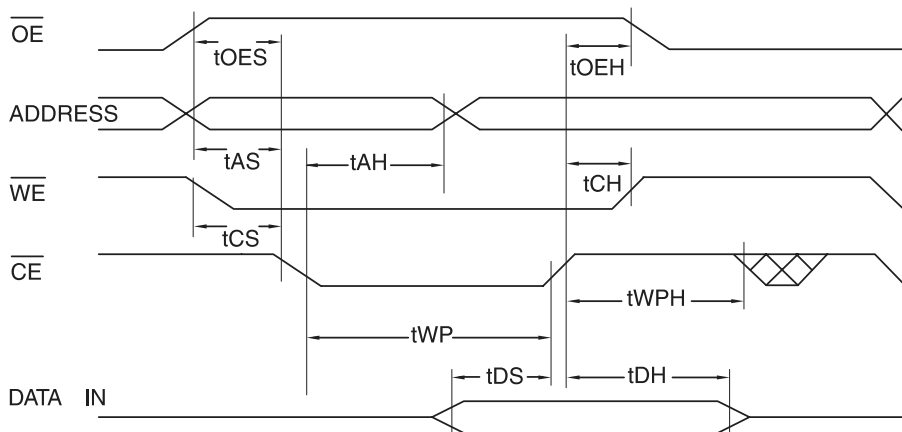 OE
tOES
tOEH
ADDRESS
tAS
tAH
WE
tCH
tCS
CE
tWPH
tWP
tDS
tDH
DATA IN